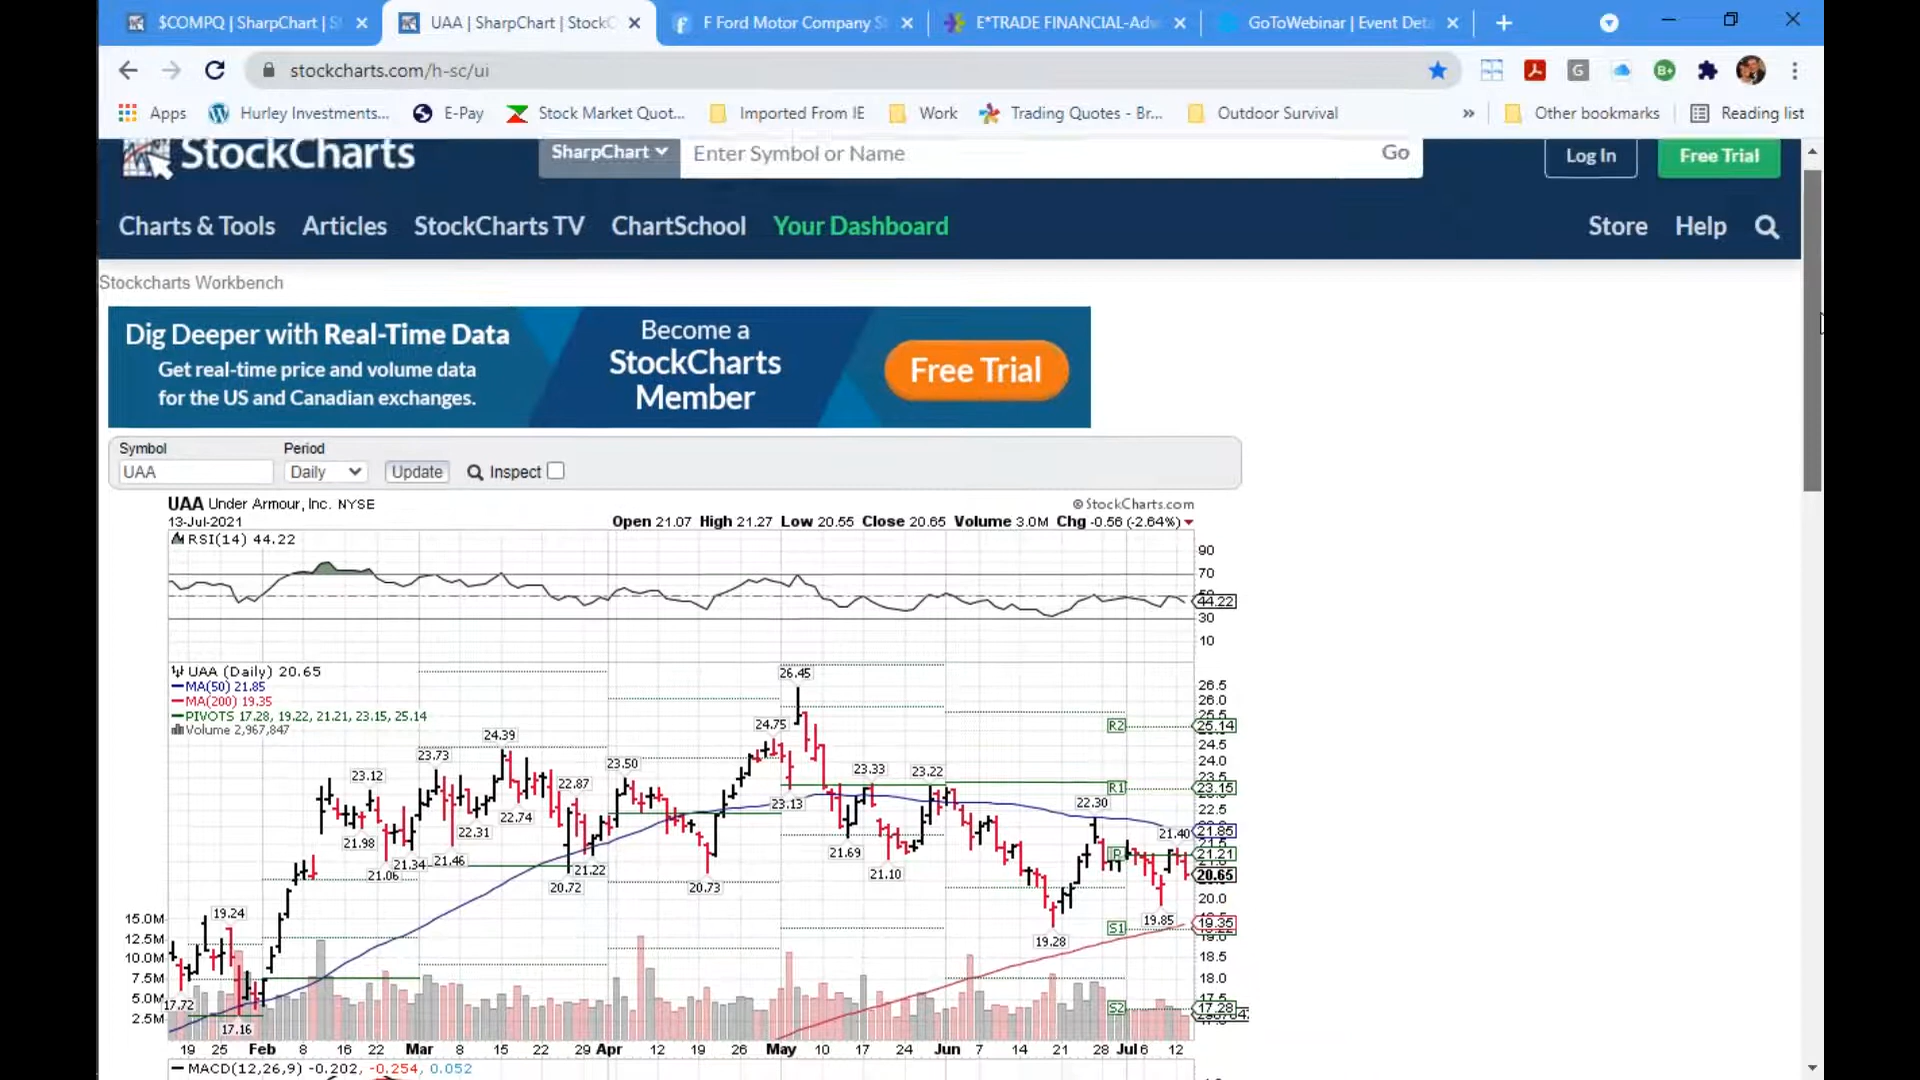 $COMPQ | SharpChart | S
UAA | SharpChart | StockC
F Ford Motor Company S
E*TRADE FINANCIAL-Adv
GoToWebinar | Event Deta
stockcharts.com/h-sc/ui
Apps
Hurley Investments...
E-Pay
Stock Market Quot...
Imported From IE
Work
Trading Quotes - Br...
Outdoor Survival
»
Other bookmarks
Reading list
StockCharts
SharpChart
Enter Symbol or Name
Go
Log In
Free Trial
Charts & Tools
Articles
StockCharts TV
ChartSchool
Your Dashboard
Store
Help
Stockcharts Workbench
Dig Deeper with Real-Time Data
Get real-time price and volume data
for the US and Canadian exchanges.
Become a
StockCharts
Member
Free Trial
Symbol
Period
UAA
Daily
Update
Inspect
UAA Under Armour, Inc. NYSE
© StockCharts.com
13-Jul-2021
Open 21.07 High 21.27 Low 20.55 Close 20.65 Volume 3.0M Chg -0.56 (-2.64%)
RSI(14) 44.22
90
70
44.22
30
10
UAA (Daily) 20.65
MA(50) 21.85
MA(200) 19.35
PIVOTS 17.28, 19.22, 21.21, 23.15, 25.14
Volume 2,967,847
26.45
24.75
24.39
23.73
23.50
23.33
23.22
23.12
22.87
23.13
22.30
22.74
22.31
21.98
21.34
21.46
21.06
21.22
20.72
20.73
21.69
21.10
21.40
19.85
19.28
19.24
17.72
17.16
R2
R1
P
S1
S2
26.5
26.0
25.14
24.5
24.0
23.5
23.15
22.5
21.85
21.21
20.65
20.0
19.35
19.0
18.5
18.0
17.5
17.28
15.0M
12.5M
10.0M
7.5M
5.0M
2.5M
19 25 Feb 8 16 22 Mar 8 15 22 29 Apr 12 19 26 May 10 17 24 Jun 7 14 21 28 Jul 6 12
MACD(12,26,9) -0.202, -0.254, 0.052